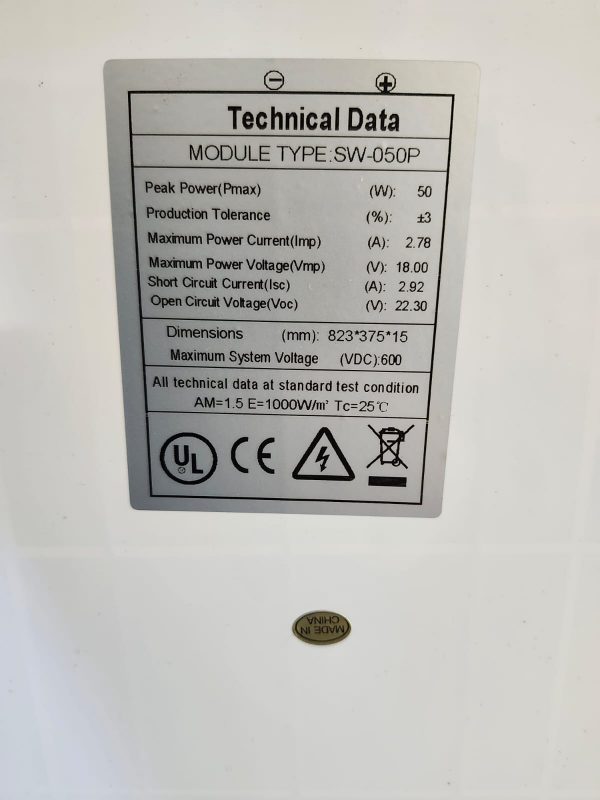 Technical Data
MODULE TYPE:SW-050P
Peak Power(Pmax) (W): 50
Production Tolerance (%): ±3
Maximum Power Current(Imp) (A): 2.78
Maximum Power Voltage(Vmp) (V): 18.00
Short Circuit Current(Isc) (A): 2.92
Open Circuit Voltage(Voc) (V): 22.30
Dimensions (mm): 823*375*15
Maximum System Voltage (VDC):600
All technical data at standard test condition
AM=1.5 E=1000W/m² Tc=25℃
UL CE
MADE IN
CHINA